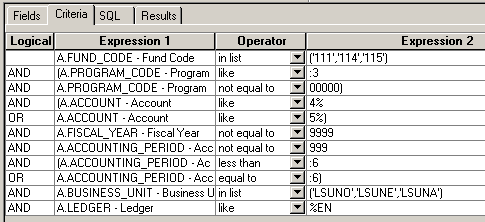 Fields Criteria SQL Results
Logical Expression 1 Operator Expression 2
A.FUND_CODE - Fund Code in list ('111','114','115')
AND (A.PROGRAM_CODE - Program like :3
AND A.PROGRAM_CODE - Program not equal to 00000)
AND (A.ACCOUNT - Account like 4%
OR A.ACCOUNT - Account like 5%)
AND A.FISCAL_YEAR - Fiscal Year not equal to 9999
AND A.ACCOUNTING_PERIOD - Acc not equal to 999
AND (A.ACCOUNTING_PERIOD - Ac less than :6
OR A.ACCOUNTING_PERIOD - Acc equal to :6)
AND A.BUSINESS_UNIT - Business U in list ('LSUNO','LSUNE','LSUNA')
AND A.LEDGER - Ledger like %EN